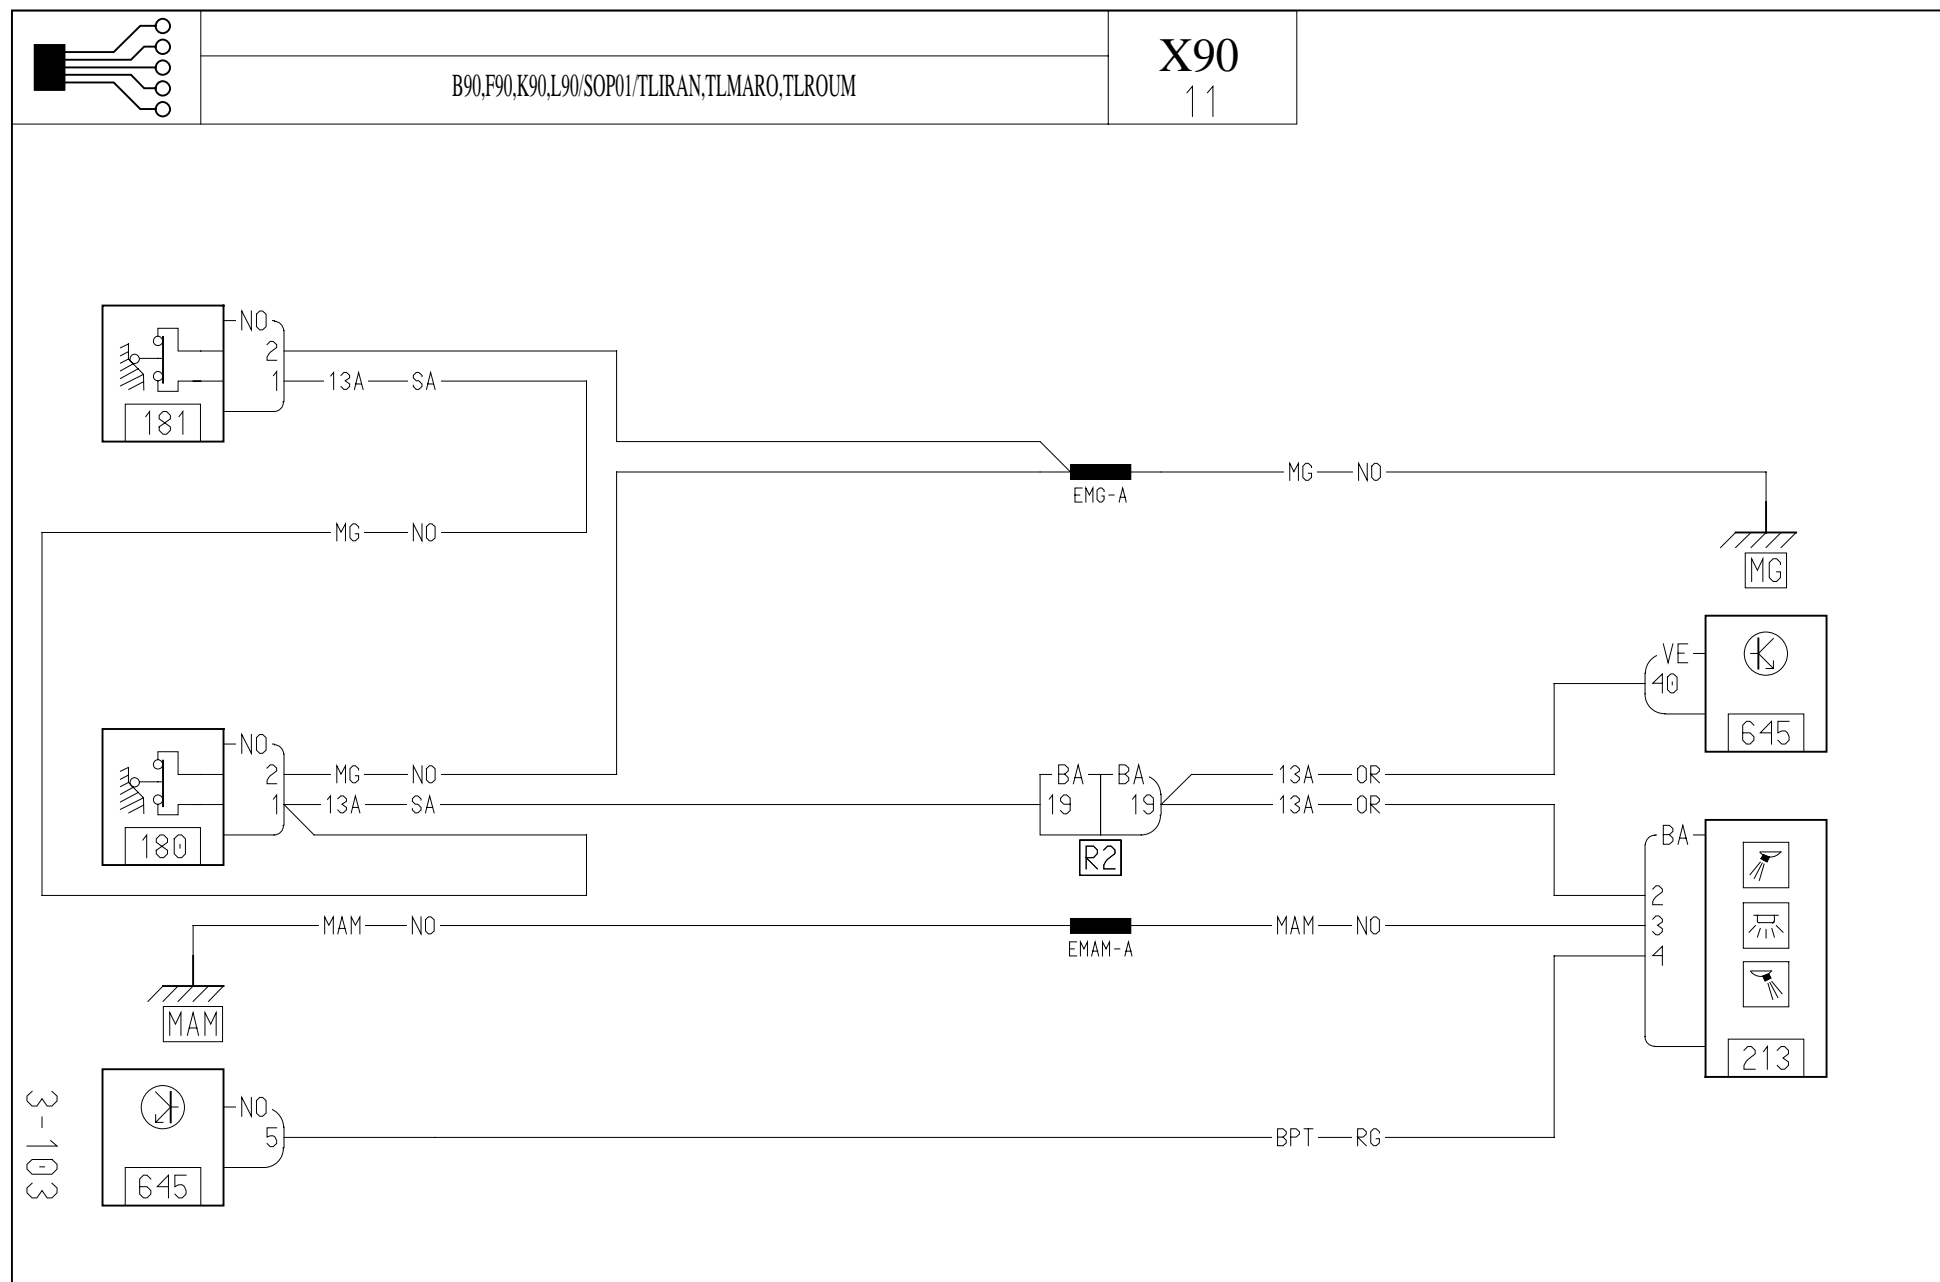 X90
B90,F90,K90,L90/SOP01/TLIRAN,TLMARO,TLROUM
11
NO
2
1 13A SA
181
MG NO
EMG-A
MG NO
MG
VE
40
645
NO
2 MG NO
1 13A SA
180
BA BA
19 19
R2
13A OR
13A OR
BA
2
3
4
213
MAM NO
EMAM-A
MAM NO
MAM
NO
5
645
BPT RG
3-103